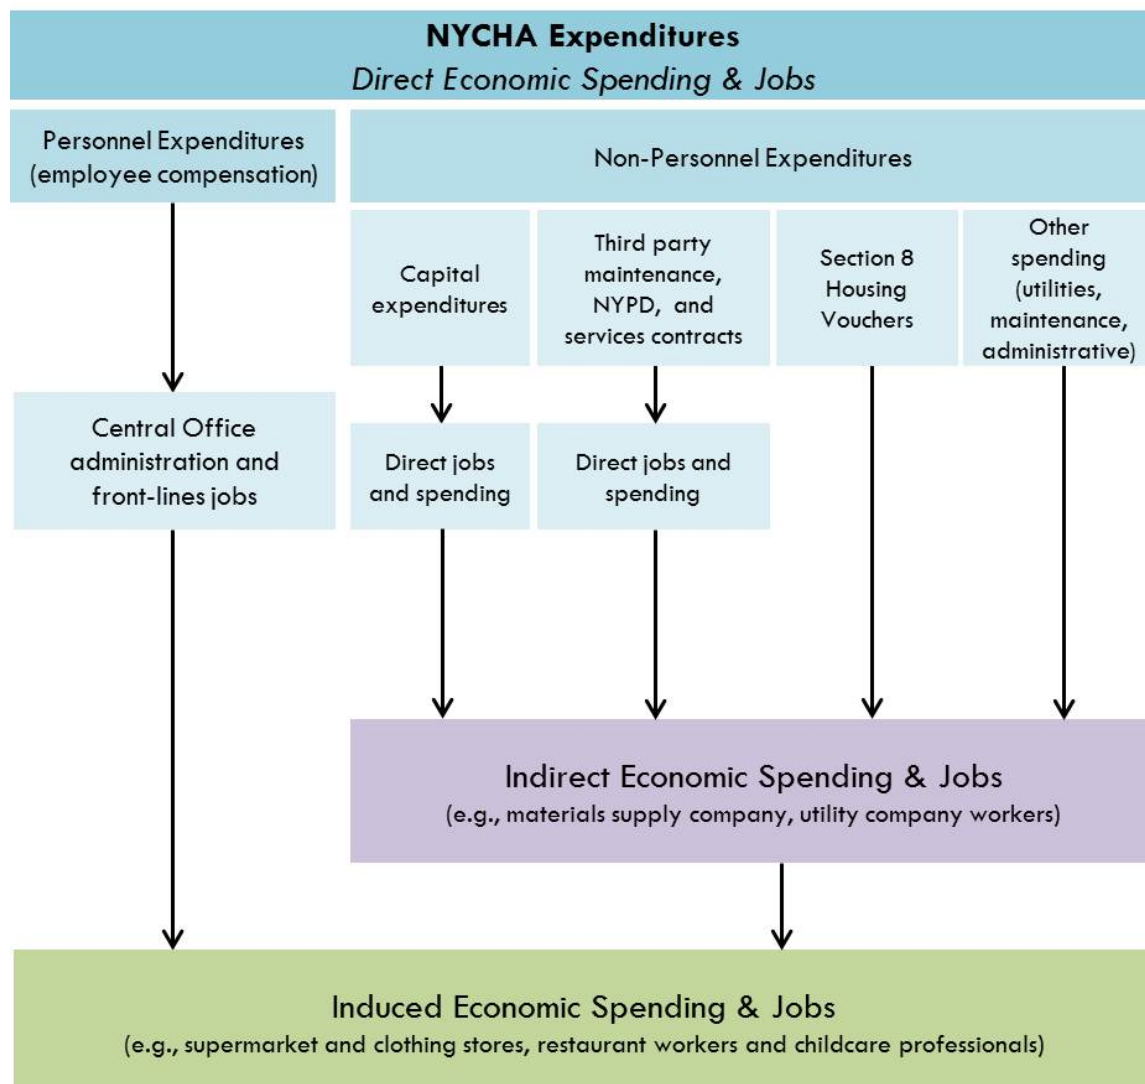 NYCHA Expenditures
Direct Economic Spending & Jobs
Personnel Expenditures
(employee compensation)
Non-Personnel Expenditures
Capital
expenditures
Third party
maintenance,
NYPD, and
services contracts
Section 8
Housing
Vouchers
Other
spending
(utilities,
maintenance,
administrative)
Central Office
administration and
front-lines jobs
Direct jobs
and spending
Direct jobs and
spending
Indirect Economic Spending & Jobs
(e.g., materials supply company, utility company workers)
Induced Economic Spending & Jobs
(e.g., supermarket and clothing stores, restaurant workers and childcare professionals)